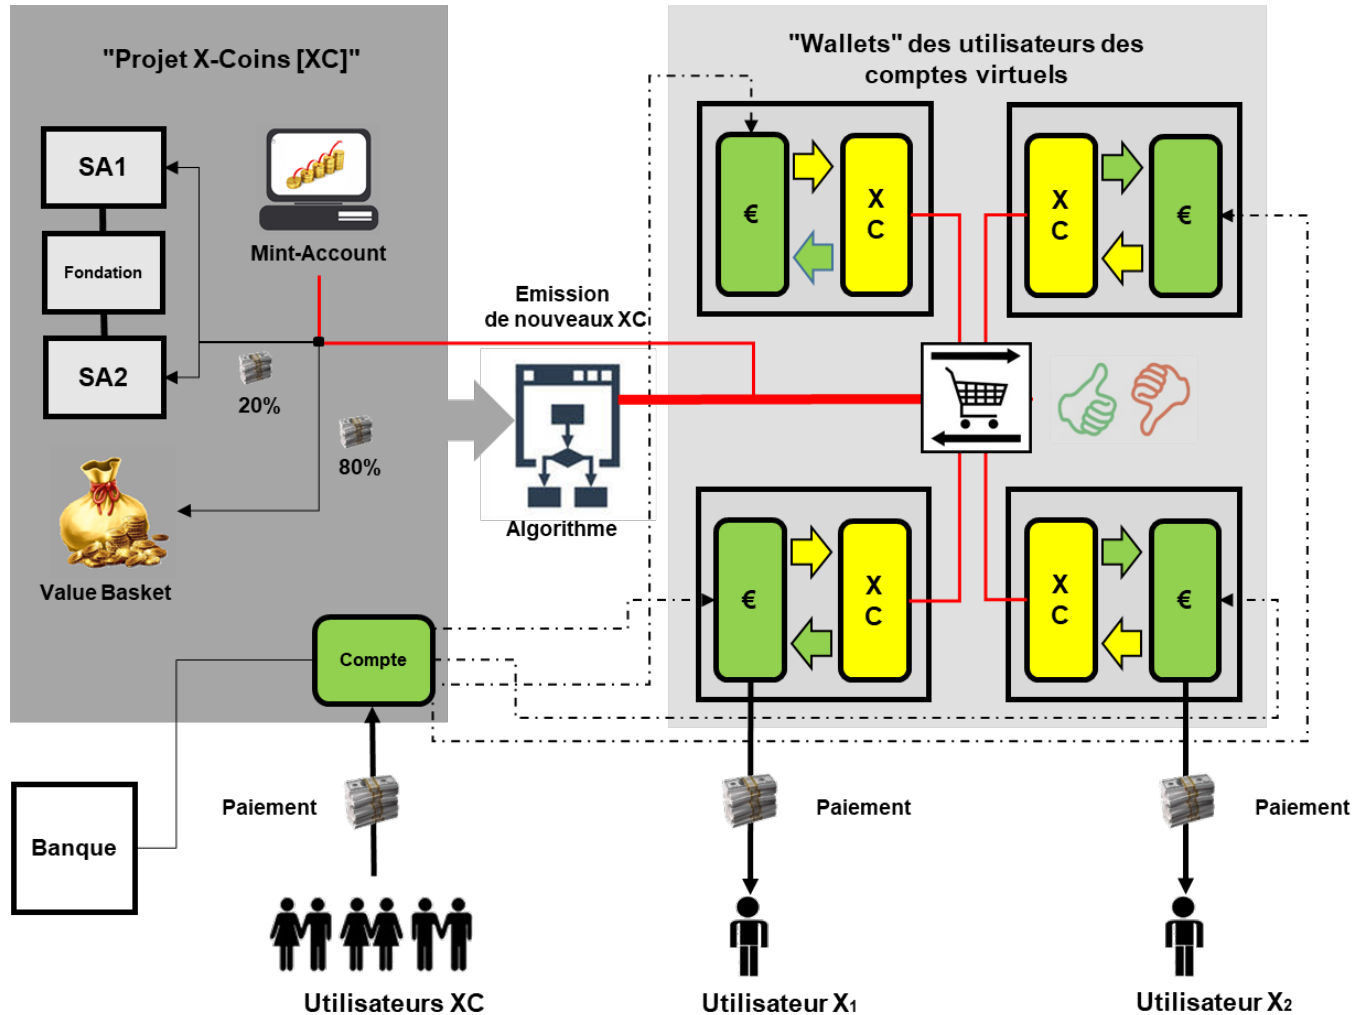 "Projet X-Coins [XC]"
"Wallets" des utilisateurs des
comptes virtuels
SA1
Fondation
SA2
Mint-Account
20%
80%
Value Basket
Emission
de nouveaux XC
Algorithme
€
X
C
X
C
€
€
X
C
X
C
€
Compte
Banque
Paiement
Paiement
Paiement
Utilisateurs XC
Utilisateur X1
Utilisateur X2